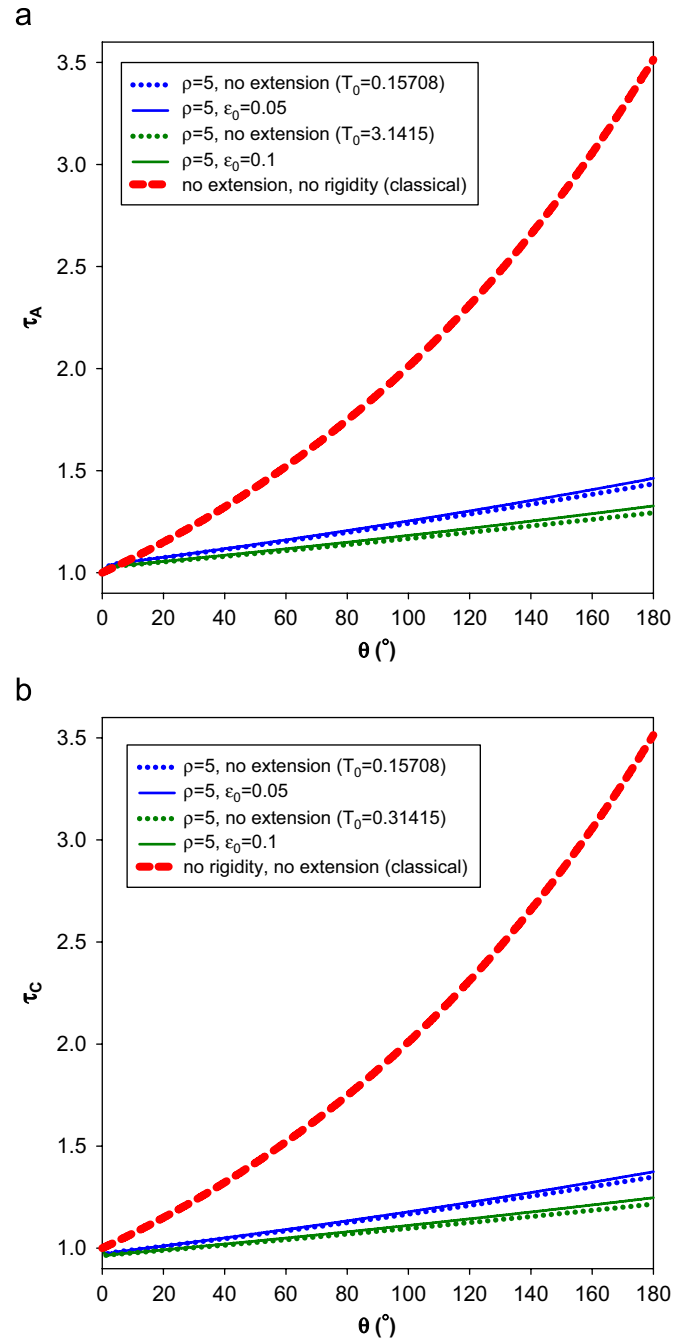 a
3.5
3.0
2.5
2.0
1.5
1.0
τA
ρ=5, no extension (T0=0.15708)
ρ=5, ε0=0.05
ρ=5, no extension (T0=3.1415)
ρ=5, ε0=0.1
no extension, no rigidity (classical)
0 20 40 60 80 100 120 140 160 180
θ (°)
b
3.5
3.0
2.5
2.0
1.5
1.0
τC
ρ=5, no extension (T0=0.15708)
ρ=5, ε0=0.05
ρ=5, no extension (T0=0.31415)
ρ=5, ε0=0.1
no rigidity, no extension (classical)
0 20 40 60 80 100 120 140 160 180
θ (°)